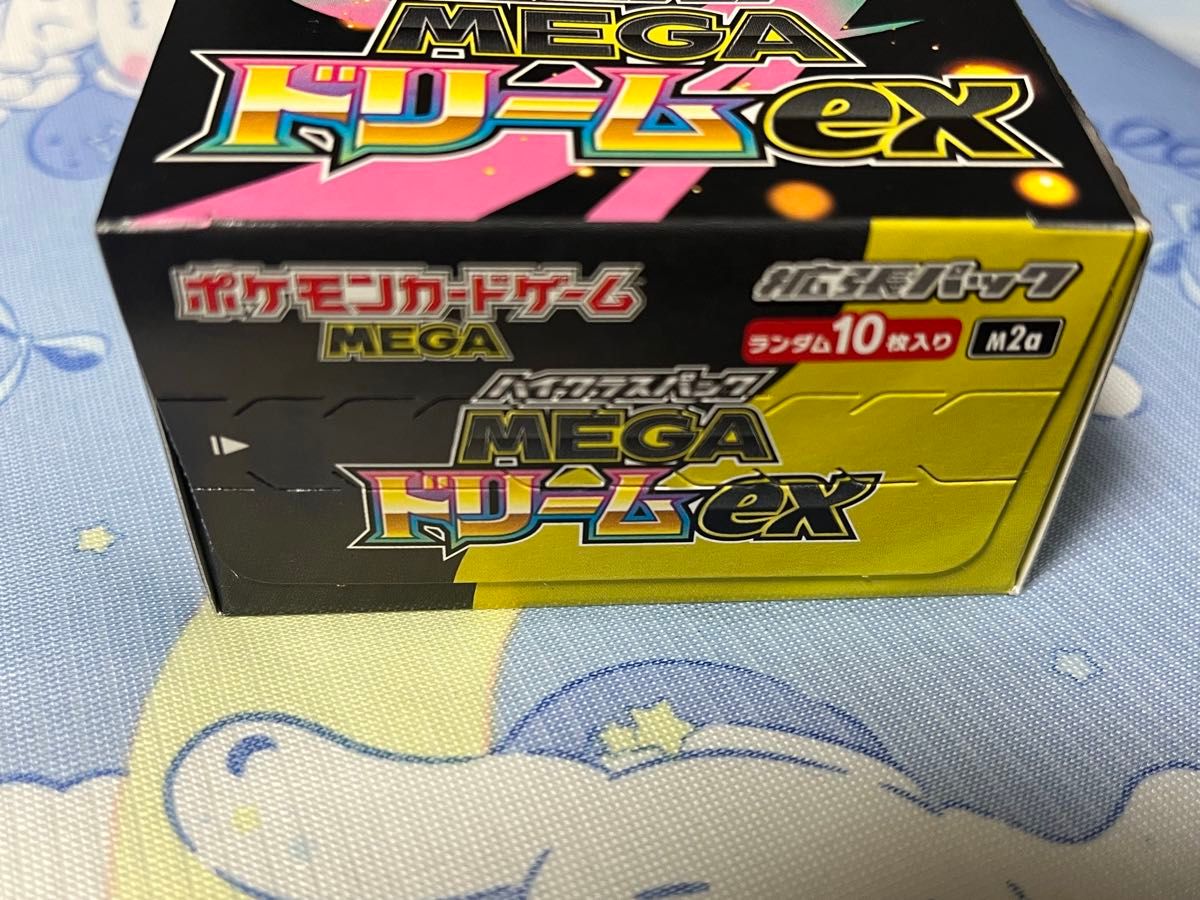 MEGA
ドリームex
ポケモンカードゲーム
MEGA
拡張パック
ランダム10枚入り
M2a
ハイクラスパック
MEGA
ドリームex